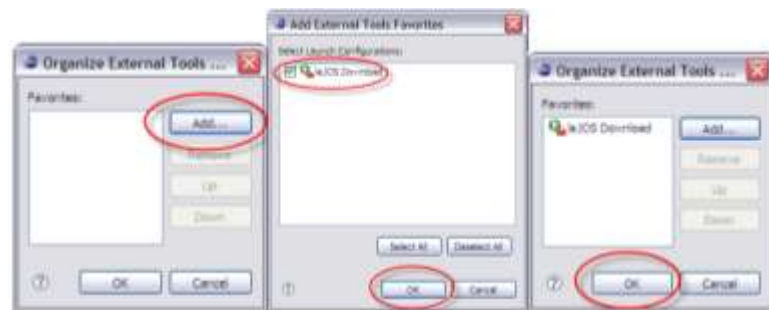 Organize External Tools ...
Favorites:
Add...
Remove
Up
Down
?
OK
Cancel
Add External Tools Favorites
Select Launch Configurations:
leJOS Download
Select All
Deselect All
?
OK
Cancel
Organize External Tools ...
Favorites:
leJOS Download
Add...
Remove
Up
Down
?
OK
Cancel